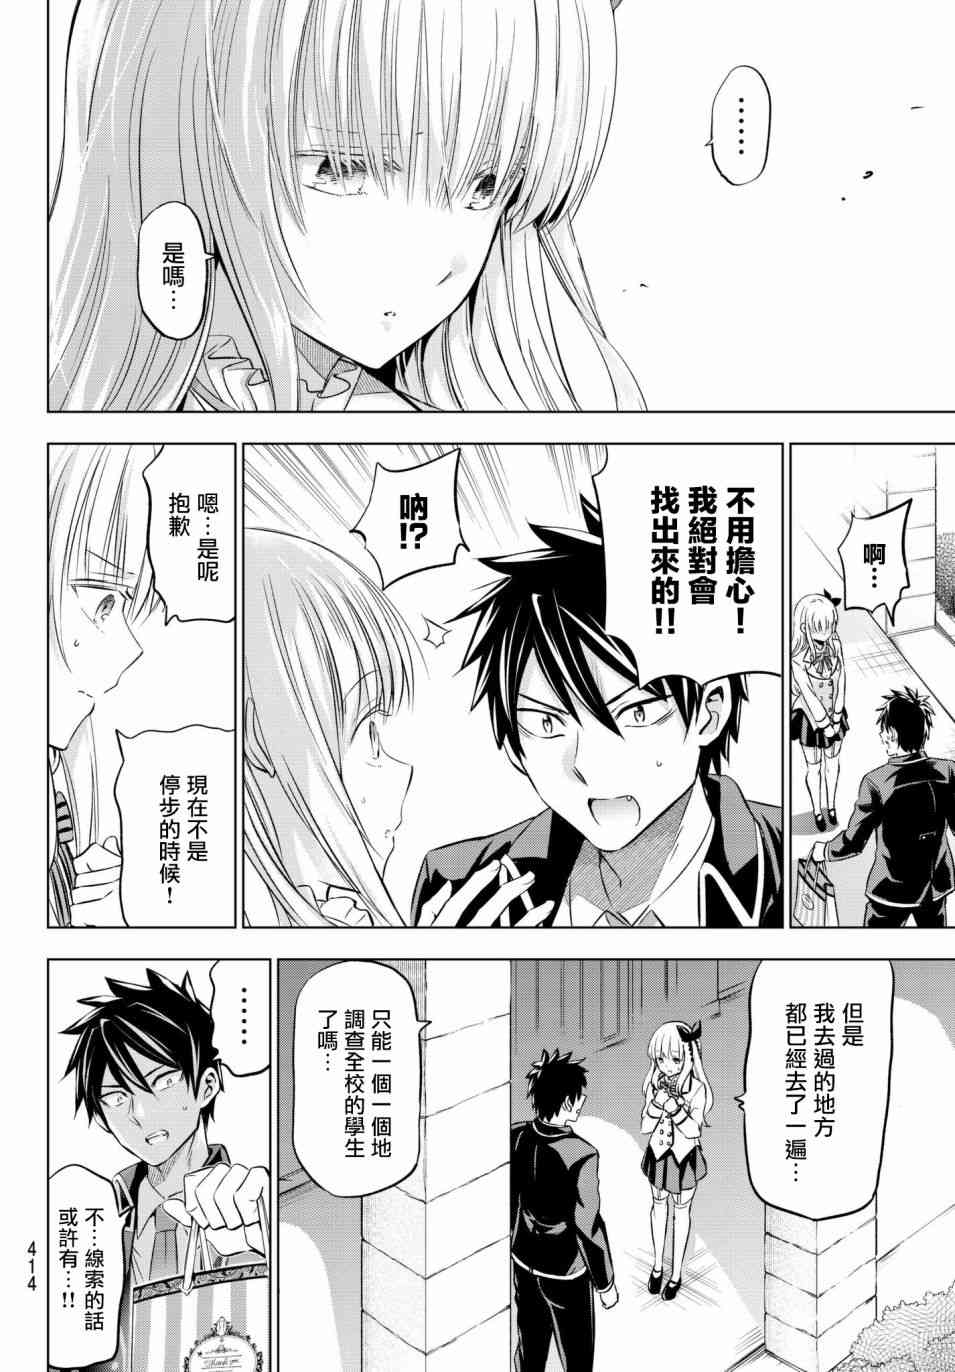 ……
是嗎…
啊…
不用擔心！
我絕對會
找出來的!!
吶!?
嗯…是呢
抱歉
現在不是
停步的時候！
但是
我去過的地方
都已經去了一遍…
只能一個一個地
調查全校的學生
了嗎…
……
不…線索的話
或許有…!!
Thank you
414